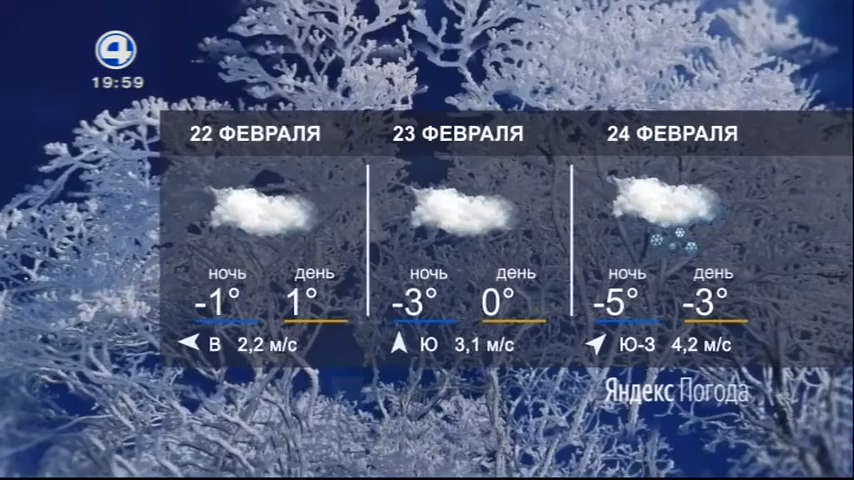 4
19:59
22 ФЕВРАЛЯ 23 ФЕВРАЛЯ 24 ФЕВРАЛЯ
ночь день ночь день ночь день
-1° 1° -3° 0° -5° -3°
В 2,2 м/с Ю 3,1 м/с Ю-З 4,2 м/с
Яндекс Погода